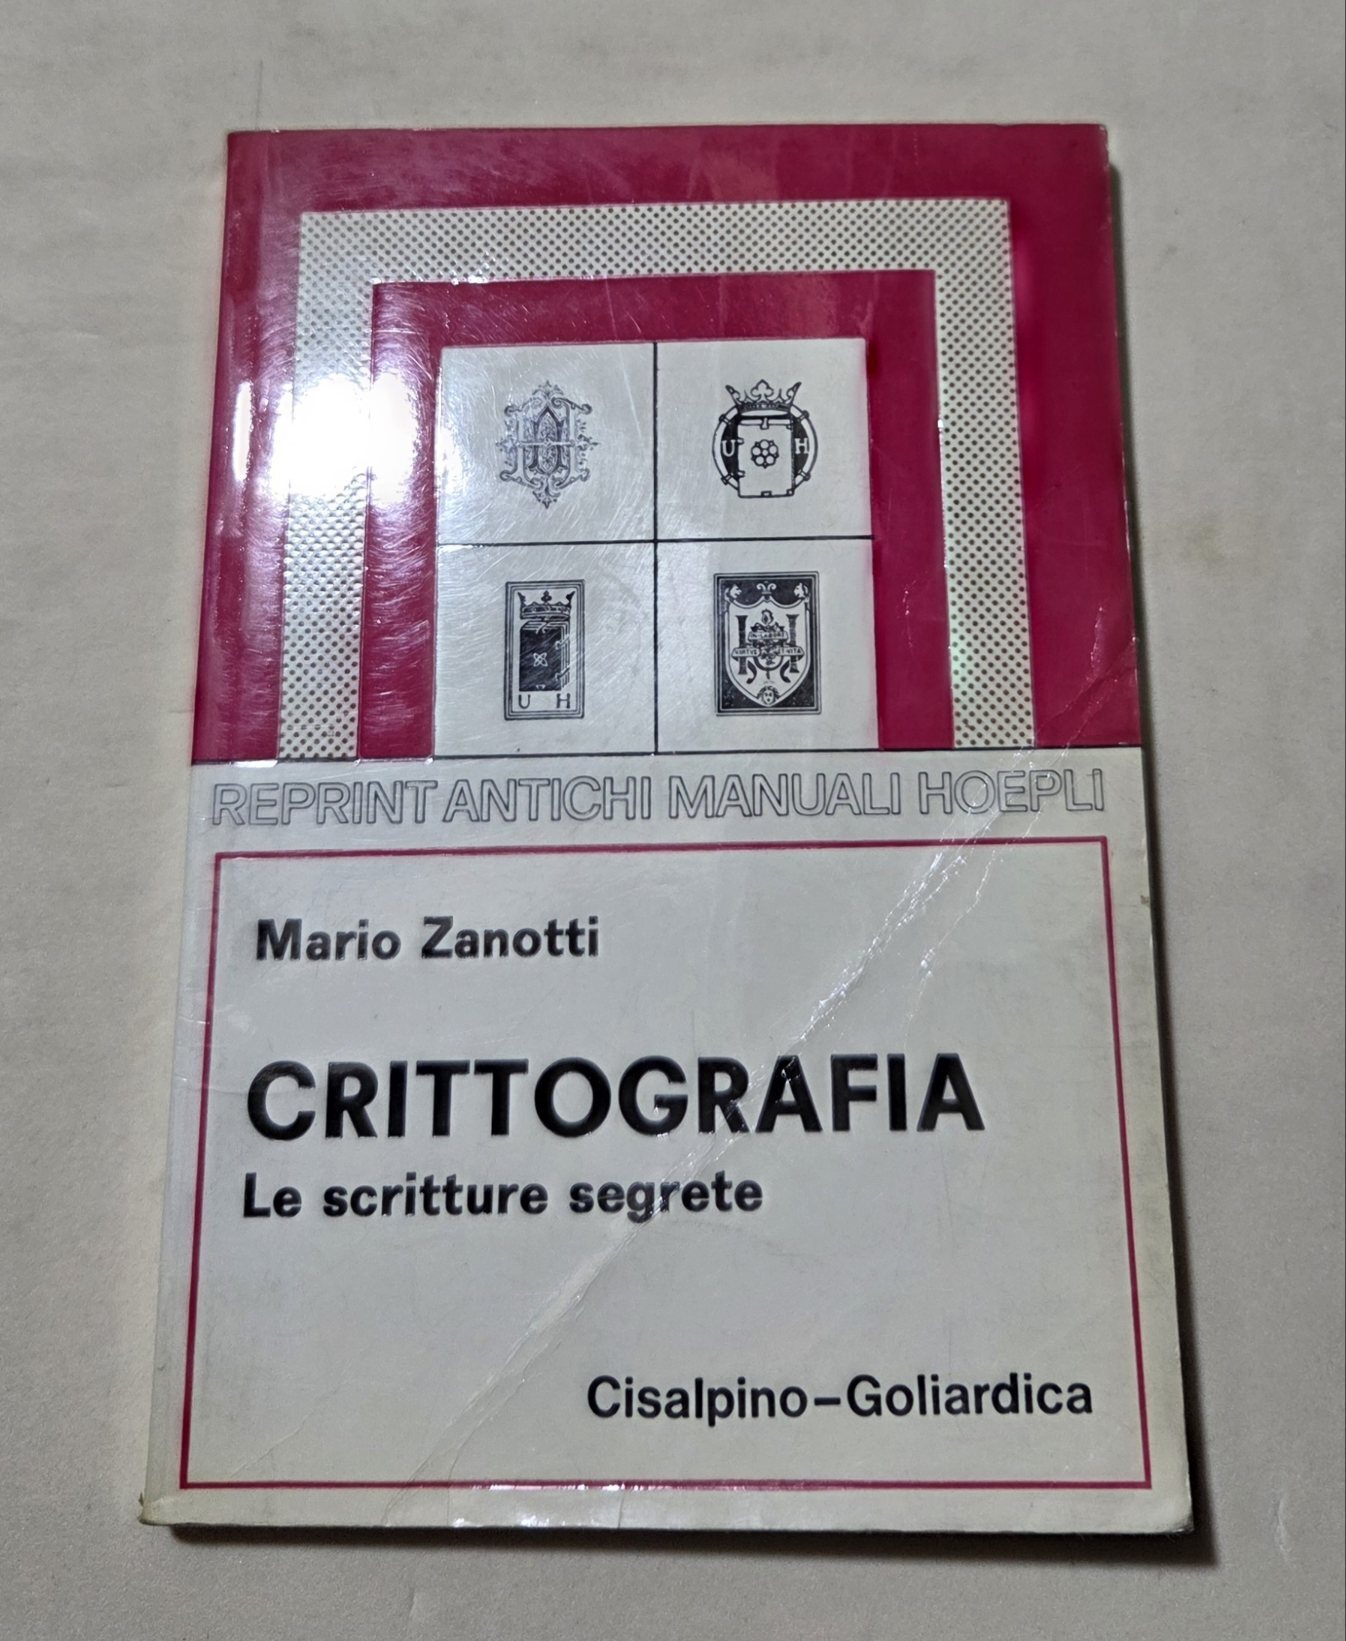 U H
U H
REPRINT ANTICHI MANUALI HOEPLI
Mario Zanotti
CRITTOGRAFIA
Le scritture segrete
Cisalpino–Goliardica